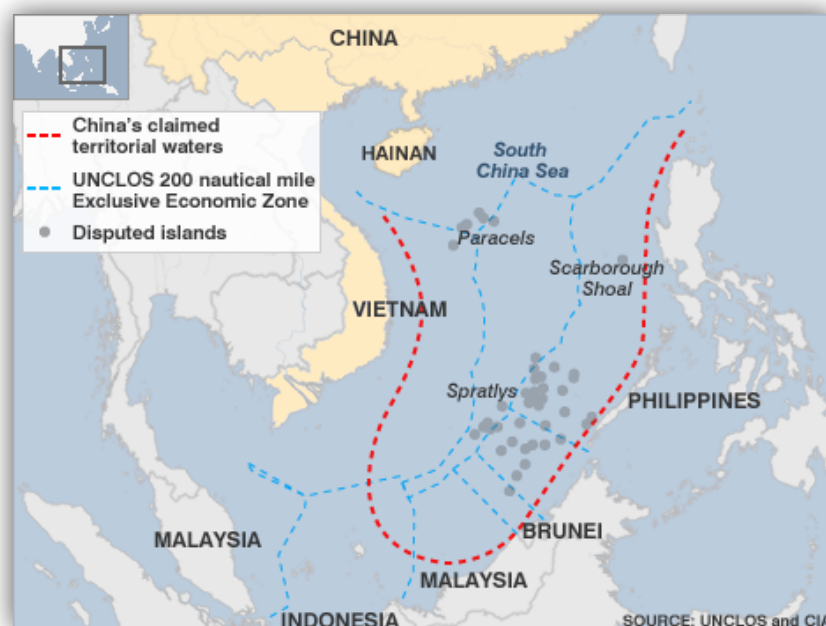 CHINA
China's claimed
territorial waters
UNCLOS 200 nautical mile
Exclusive Economic Zone
Disputed islands
HAINAN
South
China Sea
Paracels
Scarborough
Shoal
VIETNAM
Spratlys
PHILIPPINES
MALAYSIA
BRUNEI
MALAYSIA
INDONESIA
SOURCE: UNCLOS and CIA